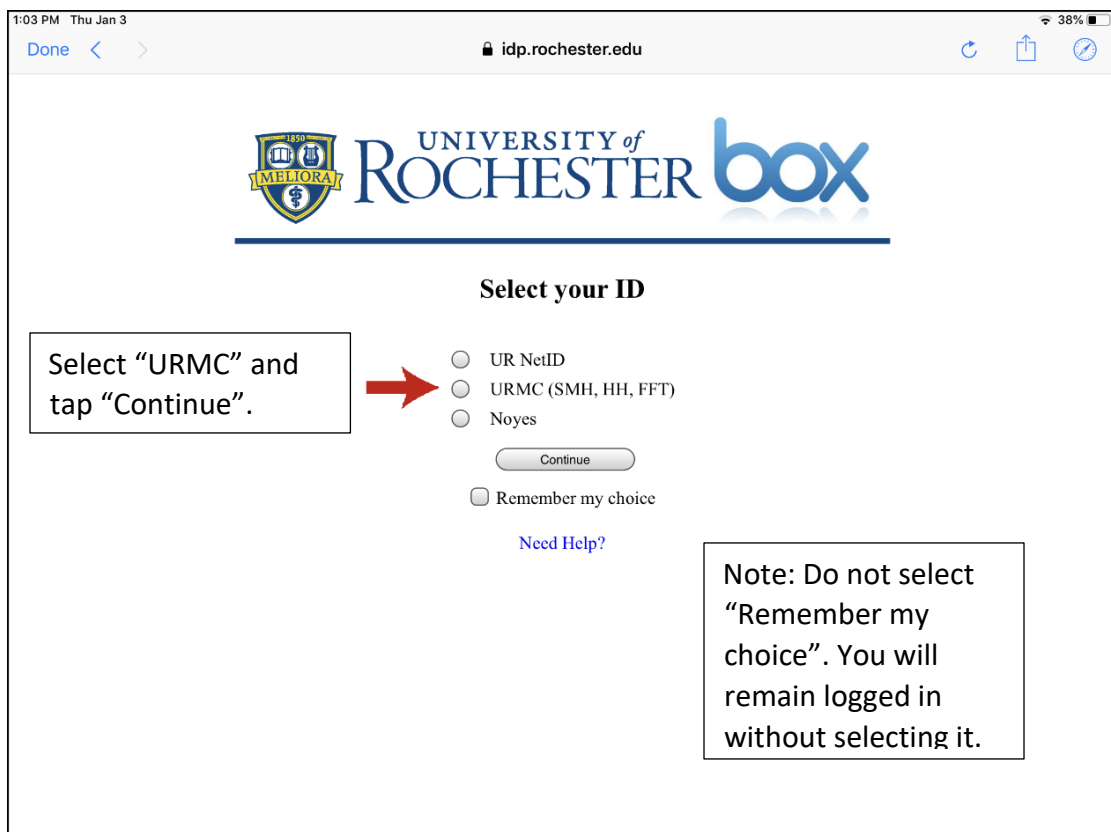 1:03 PM Thu Jan 3
38%
Done
idp.rochester.edu
1850
MELIORA
UNIVERSITY of
ROCHESTER
box
Select your ID
Select “URMC” and
tap “Continue”.
UR NetID
URMC (SMH, HH, FFT)
Noyes
Continue
Remember my choice
Need Help?
Note: Do not select
“Remember my
choice”. You will
remain logged in
without selecting it.